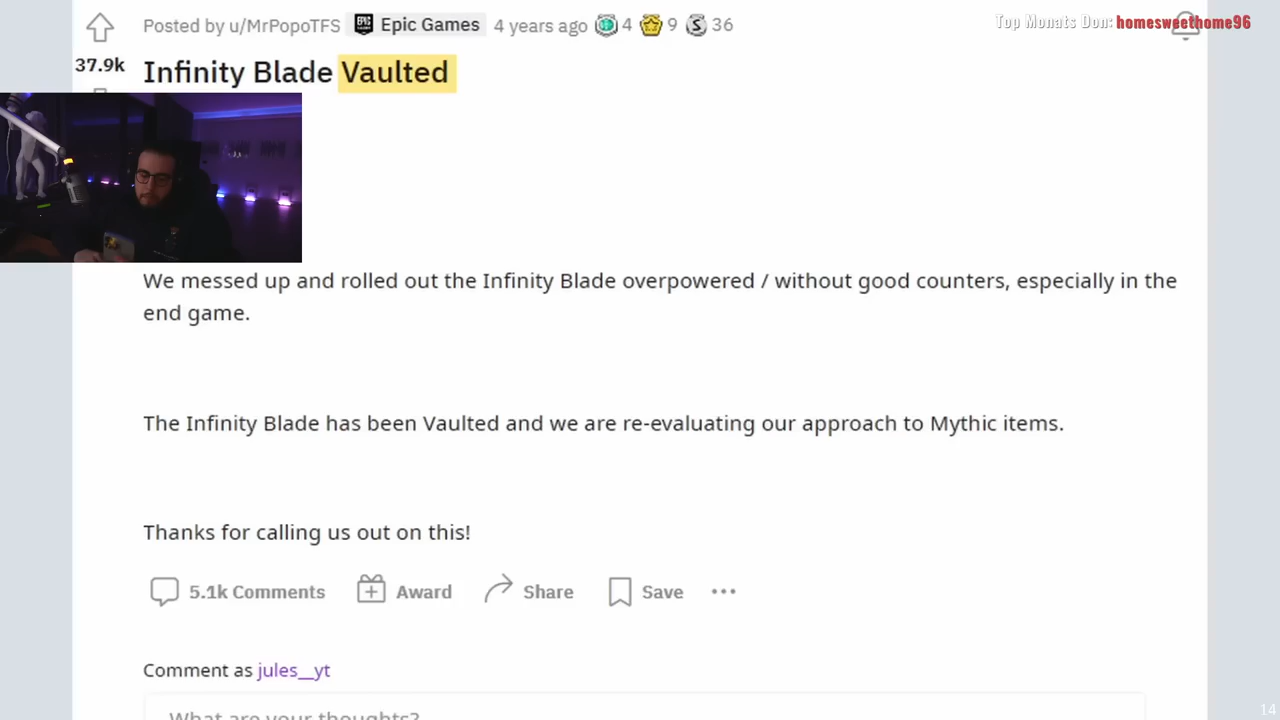 Posted by u/MrPopoTFS EPIC GAMES Epic Games 4 years ago 4 9 S 36
Top Monats Don: homesweethome96
37.9k
Infinity Blade Vaulted
We messed up and rolled out the Infinity Blade overpowered / without good counters, especially in the
end game.
The Infinity Blade has been Vaulted and we are re-evaluating our approach to Mythic items.
Thanks for calling us out on this!
5.1k Comments Award Share Save ...
Comment as jules__yt
What are your thoughts?
14